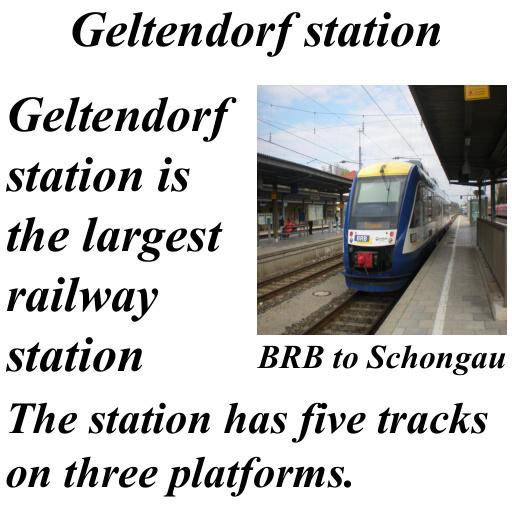 Geltendorf station
Geltendorf
station is
the largest
railway
station
BRB
BRB to Schongau
The station has five tracks
on three platforms.